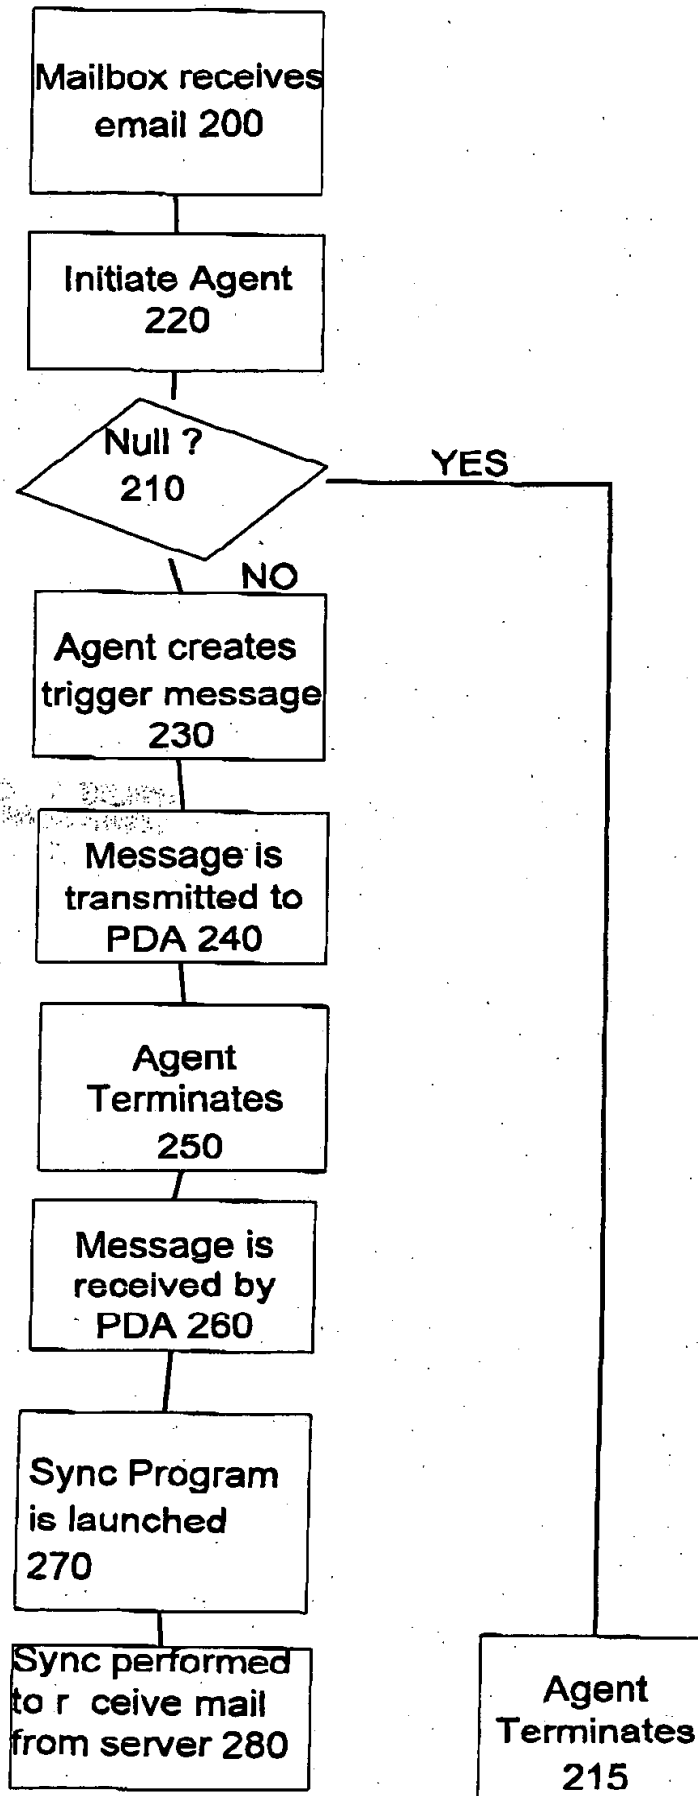 Mailbox receives
email 200
Initiate Agent
220
Null ?
210
YES
NO
Agent creates
trigger message
230
Message is
transmitted to
PDA 240
Agent
Terminates
250
Message is
received by
PDA 260
Sync Program
is launched
270
Sync performed
to r ceive mail
from server 280
Agent
Terminates
215